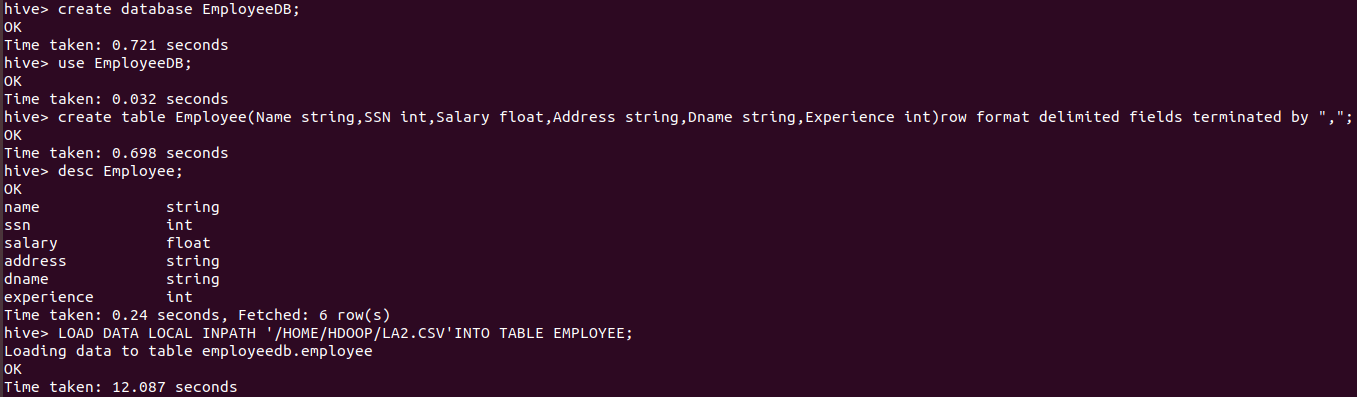 hive> create database EmployeeDB;
OK
Time taken: 0.721 seconds
hive> use EmployeeDB;
OK
Time taken: 0.032 seconds
hive> create table Employee(Name string,SSN int,Salary float,Address string,Dname string,Experience int)row format delimited fields terminated by ",";
OK
Time taken: 0.698 seconds
hive> desc Employee;
OK
name                string
ssn                 int
salary              float
address             string
dname               string
experience          int
Time taken: 0.24 seconds, Fetched: 6 row(s)
hive> LOAD DATA LOCAL INPATH '/HOME/HDOOP/LA2.CSV'INTO TABLE EMPLOYEE;
Loading data to table employeedb.employee
OK
Time taken: 12.087 seconds